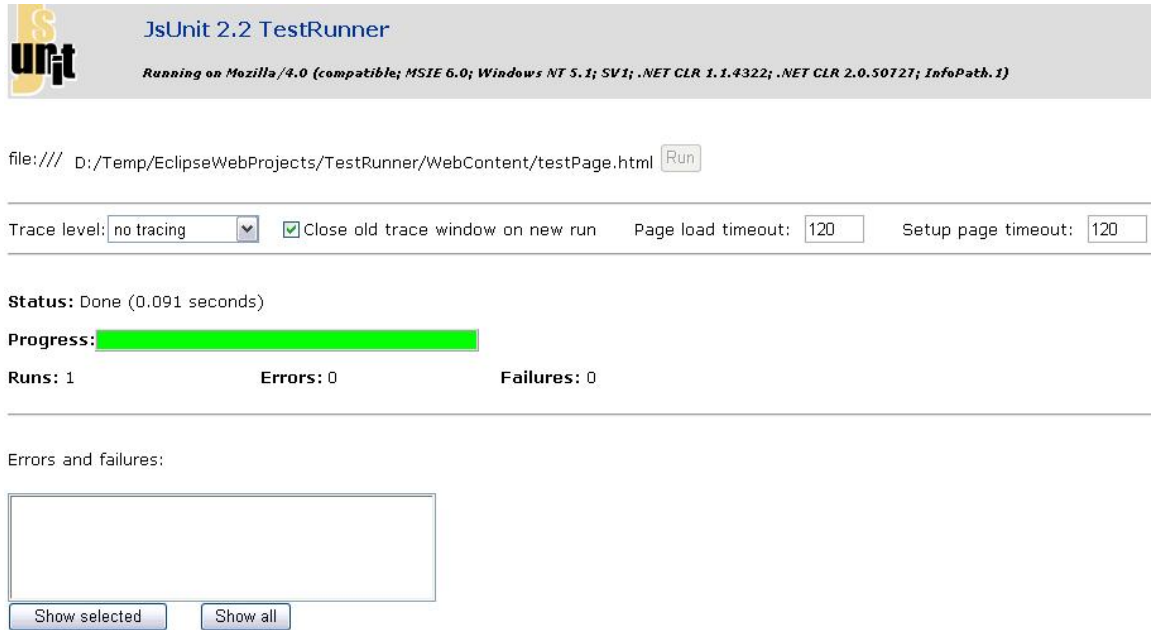 Js unit
JsUnit 2.2 TestRunner
Running on Mozilla/4.0 (compatible; MSIE 6.0; Windows NT 5.1; SV1; .NET CLR 1.1.4322; .NET CLR 2.0.50727; InfoPath.1)
file:/// D:/Temp/EclipseWebProjects/TestRunner/WebContent/testPage.html Run
Trace level: no tracing Close old trace window on new run Page load timeout: 120 Setup page timeout: 120
Status: Done (0.091 seconds)
Progress:
Runs: 1 Errors: 0 Failures: 0
Errors and failures:
Show selected Show all